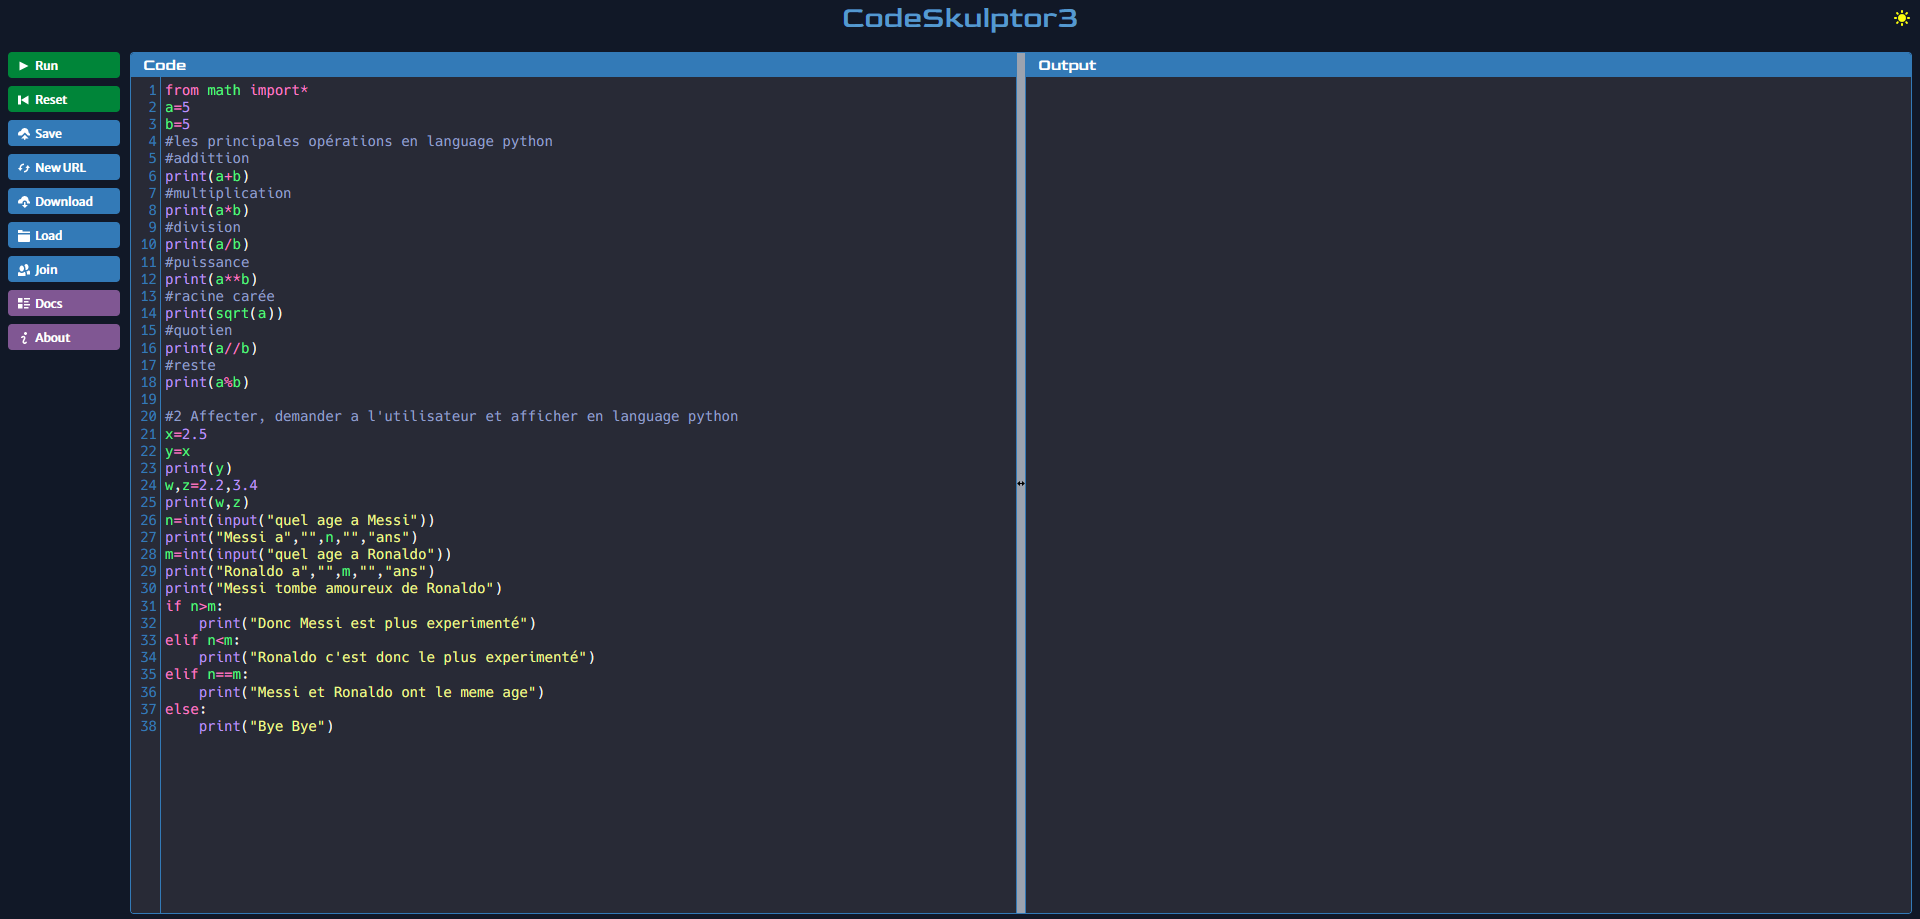 CodeSkulptor3
Run
Reset
Save
New URL
Download
Load
Join
Docs
About
Code
1 from math import*
2 a=5
3 b=5
4 #les principales opérations en language python
5 #addittion
6 print(a+b)
7 #multiplication
8 print(a*b)
9 #division
10 print(a/b)
11 #puissance
12 print(a**b)
13 #racine carée
14 print(sqrt(a))
15 #quotien
16 print(a//b)
17 #reste
18 print(a%b)
19
20 #2 Affecter, demander a l'utilisateur et afficher en language python
21 x=2.5
22 y=x
23 print(y)
24 w,z=2.2,3.4
25 print(w,z)
26 n=int(input("quel age a Messi"))
27 print("Messi a","",n,"","ans")
28 m=int(input("quel age a Ronaldo"))
29 print("Ronaldo a","",m,"","ans")
30 print("Messi tombe amoureux de Ronaldo")
31 if n>m:
32     print("Donc Messi est plus experimenté")
33 elif n<m:
34     print("Ronaldo c'est donc le plus experimenté")
35 elif n==m:
36     print("Messi et Ronaldo ont le meme age")
37 else:
38     print("Bye Bye")
Output